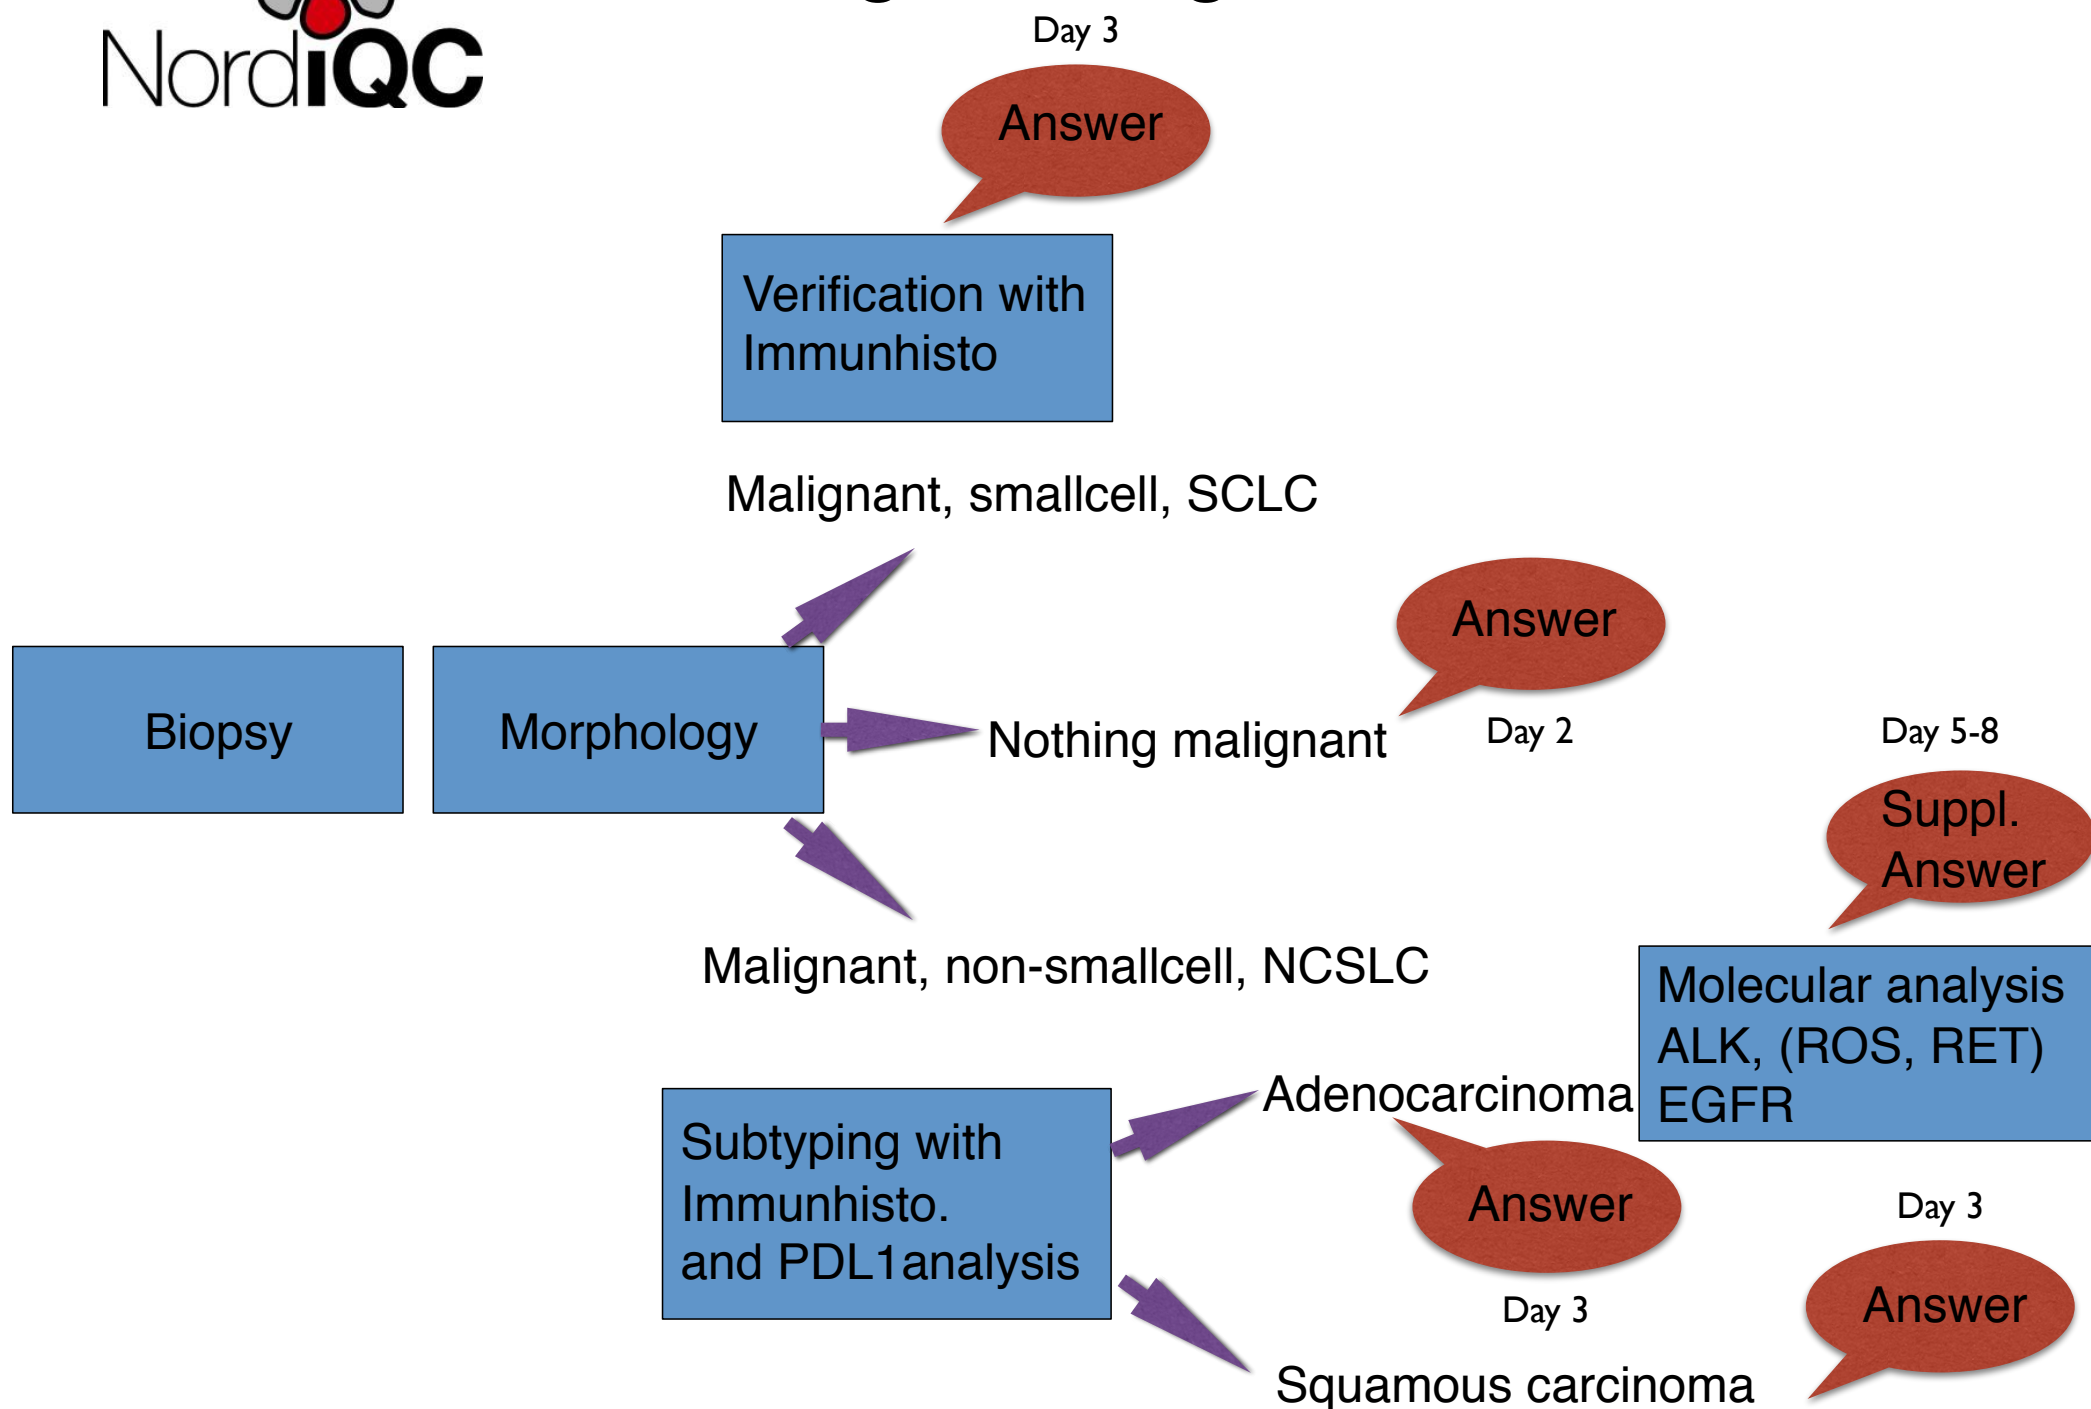 NordiQC
Day 3
Answer
Verification with
Immunhisto
Malignant, smallcell, SCLC
Answer
Biopsy
Morphology
Nothing malignant
Day 2
Day 5-8
Suppl.
Answer
Malignant, non-smallcell, NCSLC
Molecular analysis
ALK, (ROS, RET)
EGFR
Adenocarcinoma
Subtyping with
Immunhisto.
and PDL1analysis
Answer
Day 3
Day 3
Answer
Squamous carcinoma